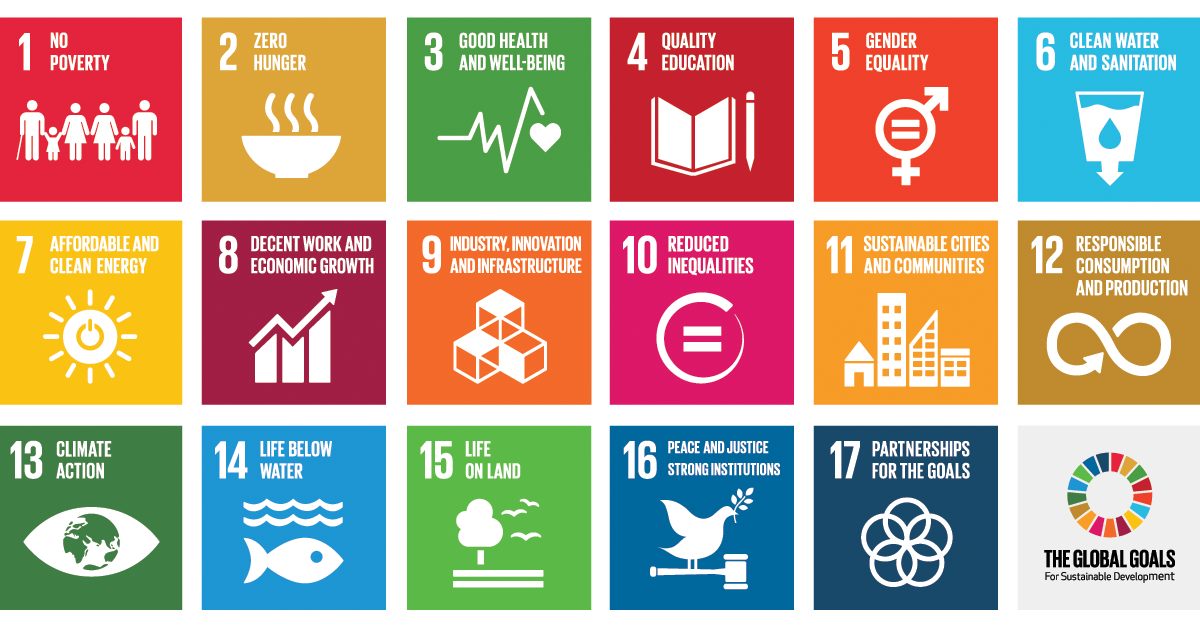 1 NO
POVERTY
2 ZERO
HUNGER
3 GOOD HEALTH
AND WELL-BEING
4 QUALITY
EDUCATION
5 GENDER
EQUALITY
6 CLEAN WATER
AND SANITATION
7 AFFORDABLE AND
CLEAN ENERGY
8 DECENT WORK AND
ECONOMIC GROWTH
9 INDUSTRY, INNOVATION
AND INFRASTRUCTURE
10 REDUCED
INEQUALITIES
11 SUSTAINABLE CITIES
AND COMMUNITIES
12 RESPONSIBLE
CONSUMPTION
AND PRODUCTION
13 CLIMATE
ACTION
14 LIFE BELOW
WATER
15 LIFE
ON LAND
16 PEACE AND JUSTICE
STRONG INSTITUTIONS
17 PARTNERSHIPS
FOR THE GOALS
THE GLOBAL GOALS
For Sustainable Development